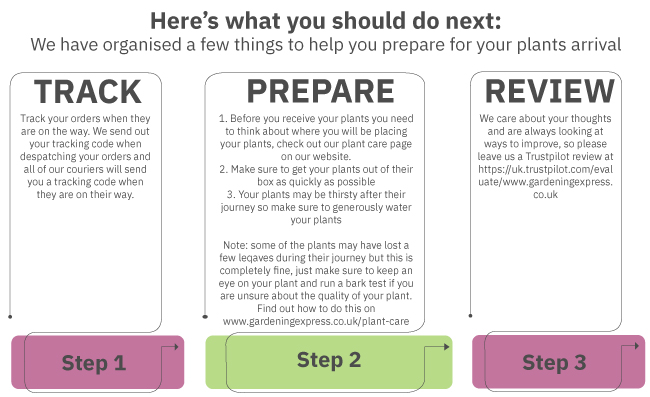 Here's what you should do next:
We have organised a few things to help you prepare for your plants arrival
TRACK
Track your orders when they
are on the way. We send out
your tracking code when
despatching your orders and
all of our couriers will send
you a tracking code when
they are on their way.
PREPARE
1. Before you receive your plants you need
to think about where you will be placing
your plants, check out our plant care page
on our website.
2. Make sure to get your plants out of their
box as quickly as possible
3. Your plants may be thirsty after their
journey so make sure to generously water
your plants
Note: some of the plants may have lost a
few leqaves during their journey but this is
completely fine, just make sure to keep an
eye on your plant and run a bark test if you
are unsure about the quality of your plant.
Find out how to do this on
www.gardeningexpress.co.uk/plant-care
REVIEW
We care about your thoughts
and are always looking at
ways to improve, so please
leave us a Trustpilot review at
https://uk.trustpilot.com/eval
uate/www.gardeningexpress.
co.uk
Step 1
Step 2
Step 3